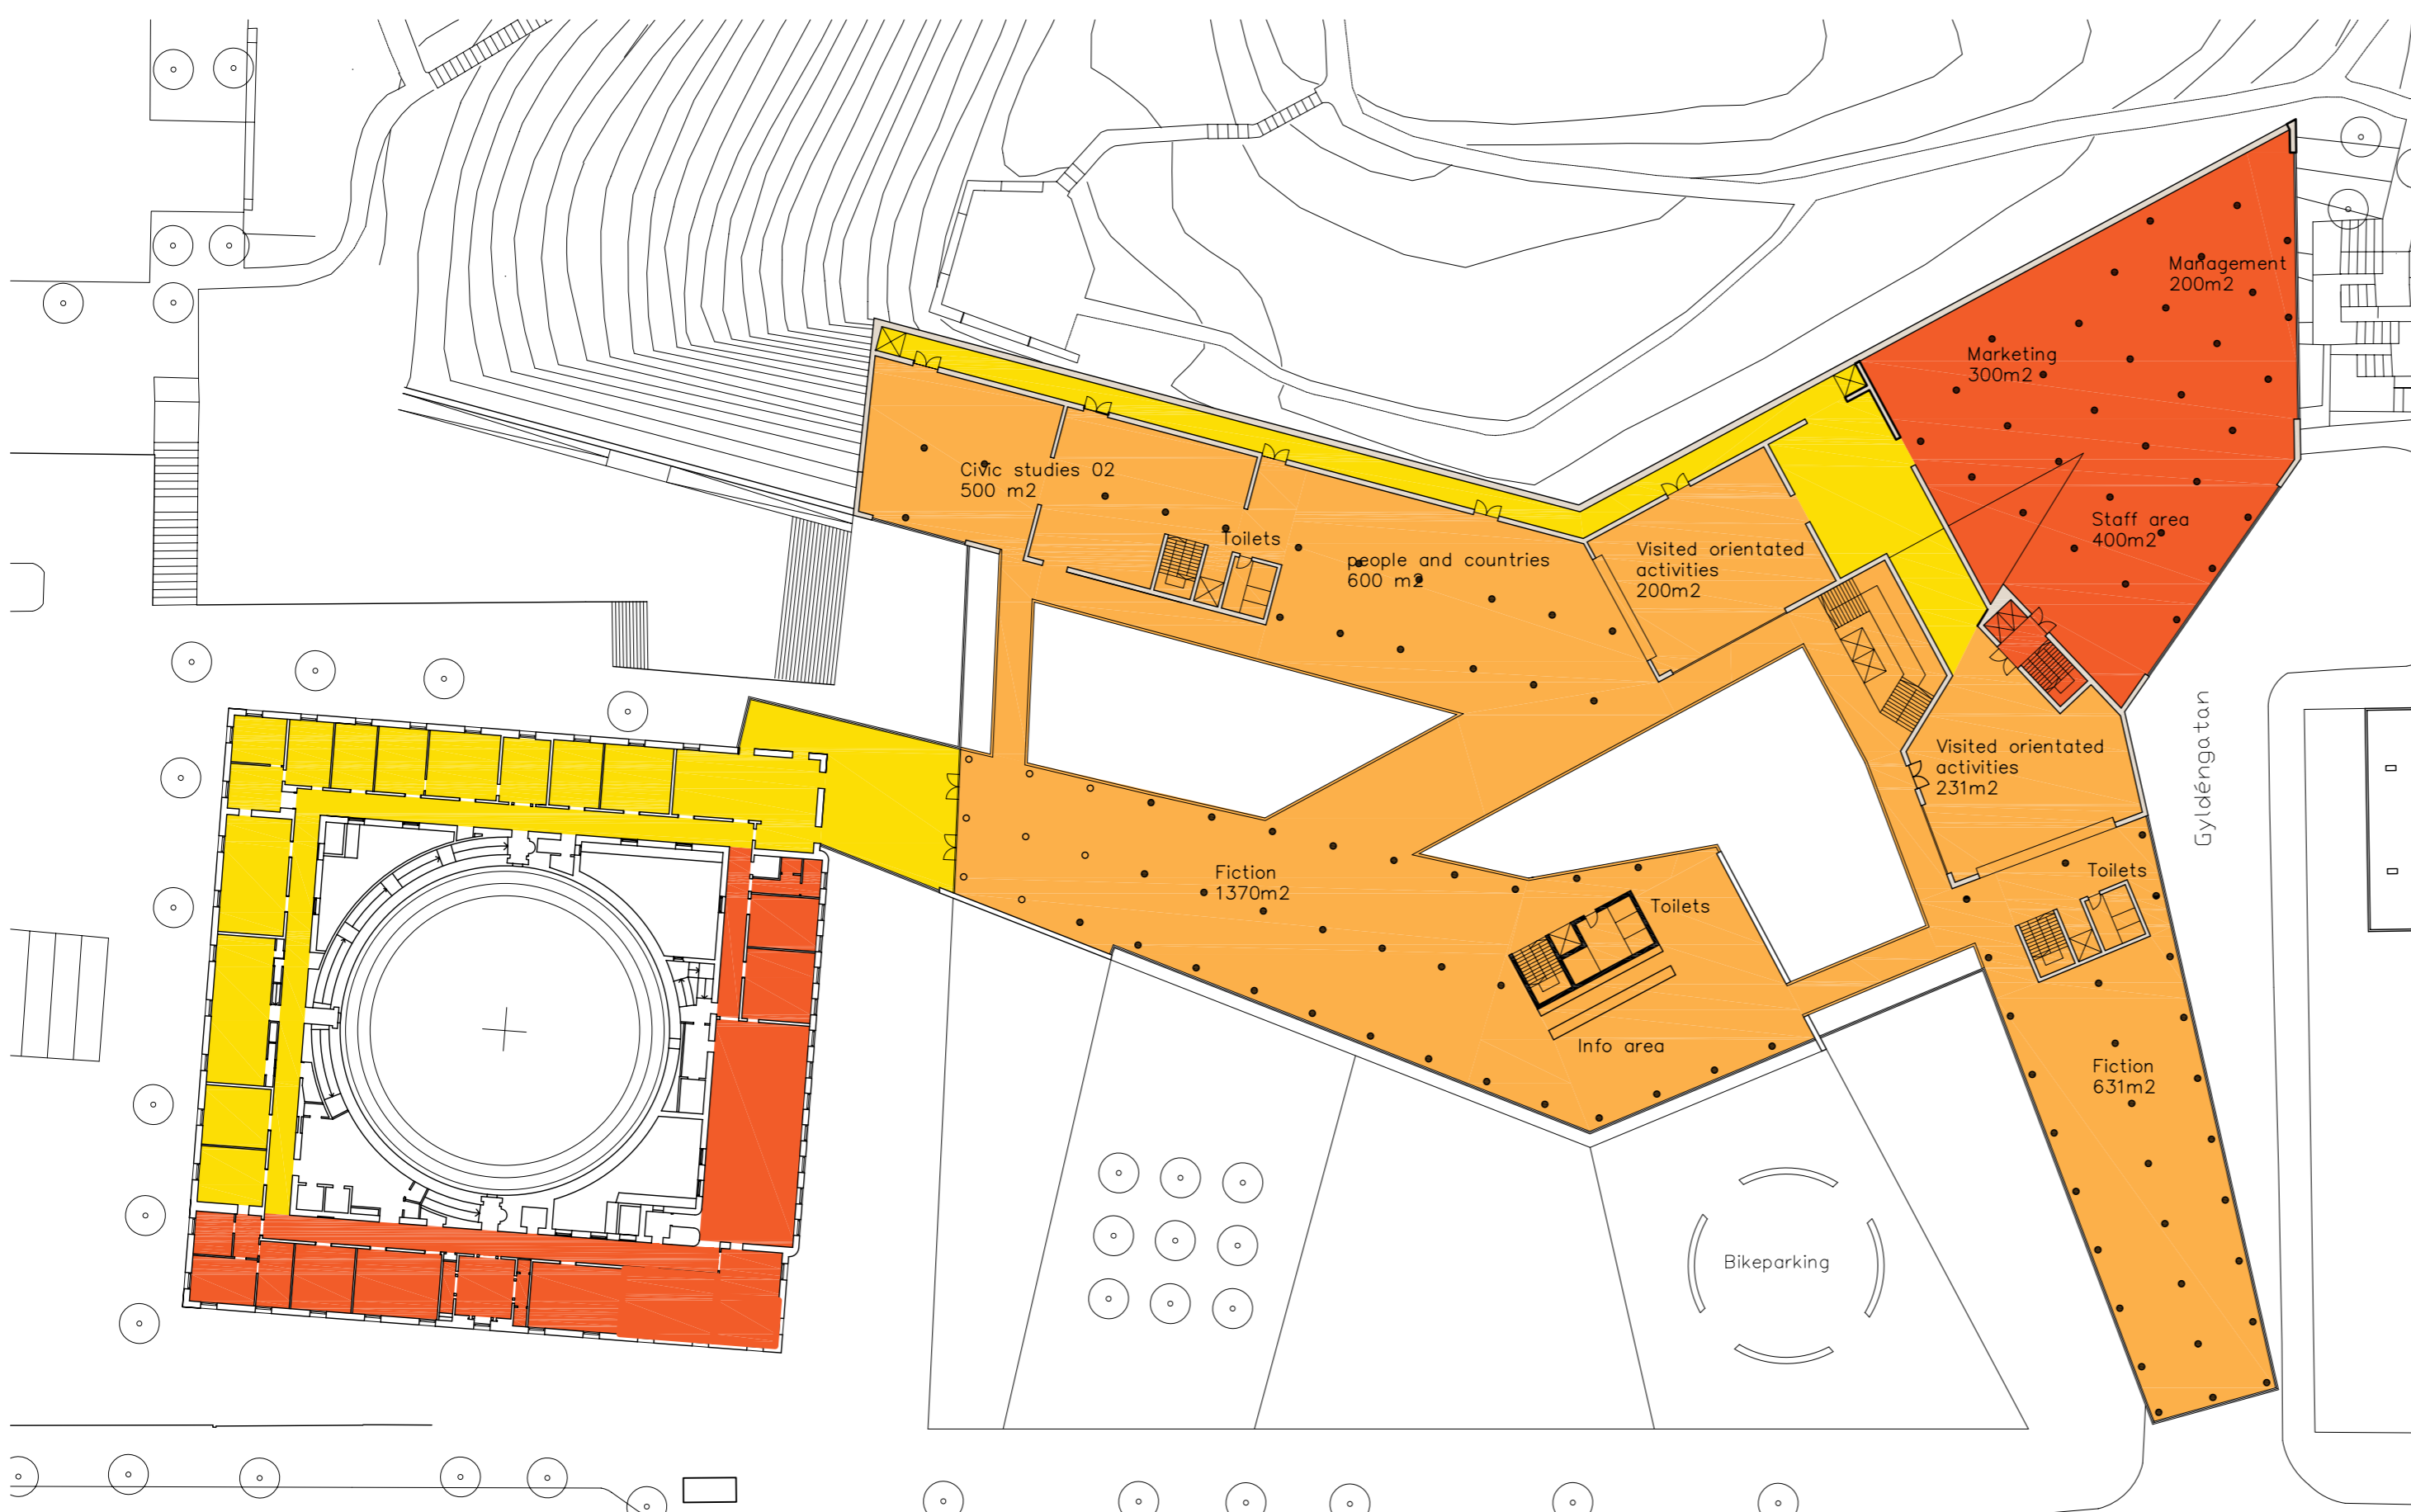 Management
200m2
Marketing
300m2
Civic studies 02
500 m2
Staff area
400m2
Toilets
people and countries
600 m2
Visited orientated
activities
200m2
Gyldéngatan
Visited orientated
activities
231m2
Fiction
1370m2
Toilets
Toilets
Info area
Fiction
631m2
Bikeparking